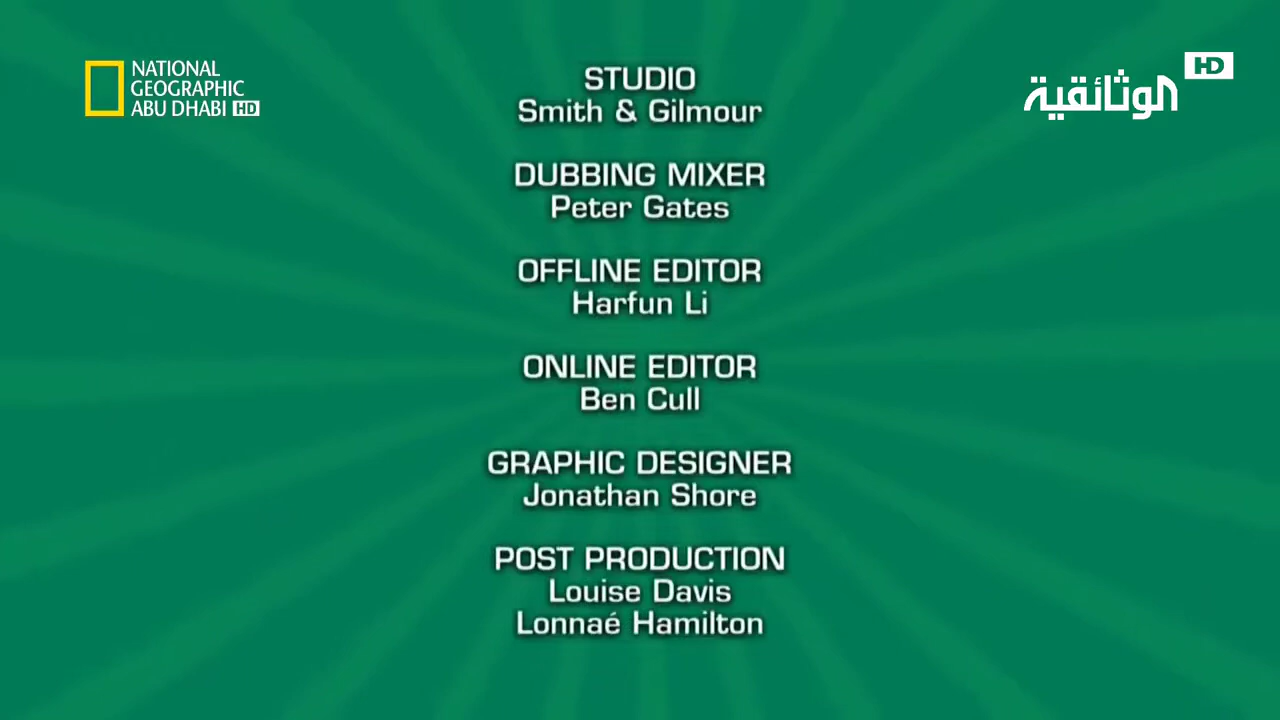 NATIONAL
GEOGRAPHIC
ABU DHABI HD
الوثائقية
HD
STUDIO
Smith & Gilmour
DUBBING MIXER
Peter Gates
OFFLINE EDITOR
Harfun Li
ONLINE EDITOR
Ben Cull
GRAPHIC DESIGNER
Jonathan Shore
POST PRODUCTION
Louise Davis
Lonnaé Hamilton